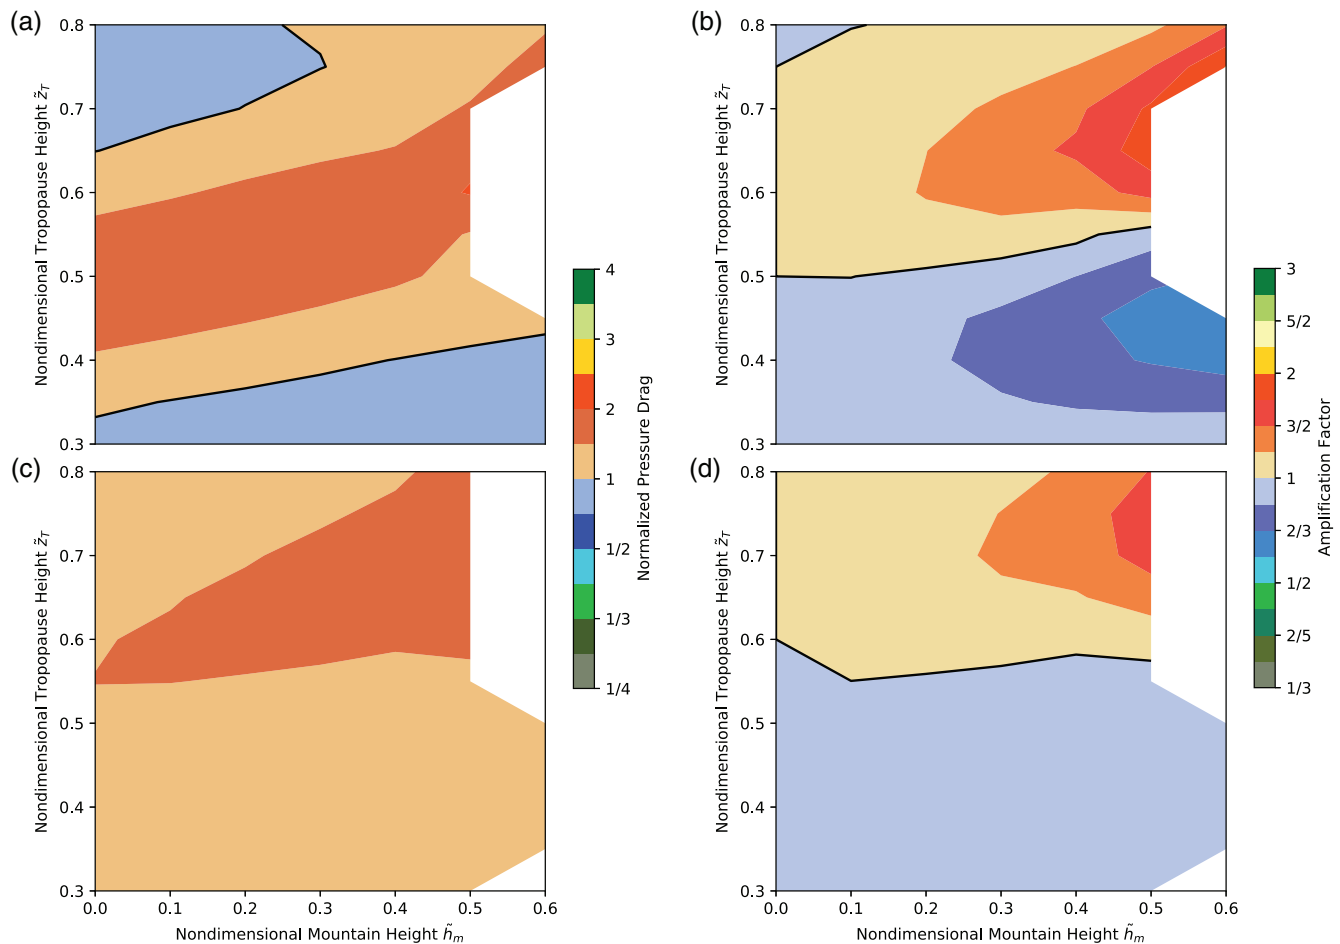 (a)
0.8
0.7
0.6
0.5
0.4
0.3
Nondimensional Tropopause Height z̃_T
(b)
0.8
0.7
0.6
0.5
0.4
0.3
Nondimensional Tropopause Height z̃_T
4
3
2
1
1/2
1/3
1/4
Normalized Pressure Drag
3
5/2
2
3/2
1
2/3
1/2
2/5
1/3
Amplification Factor
(c)
0.8
0.7
0.6
0.5
0.4
0.3
Nondimensional Tropopause Height z̃_T
0.0 0.1 0.2 0.3 0.4 0.5 0.6
Nondimensional Mountain Height h̃_m
(d)
0.8
0.7
0.6
0.5
0.4
0.3
Nondimensional Tropopause Height z̃_T
0.0 0.1 0.2 0.3 0.4 0.5 0.6
Nondimensional Mountain Height h̃_m